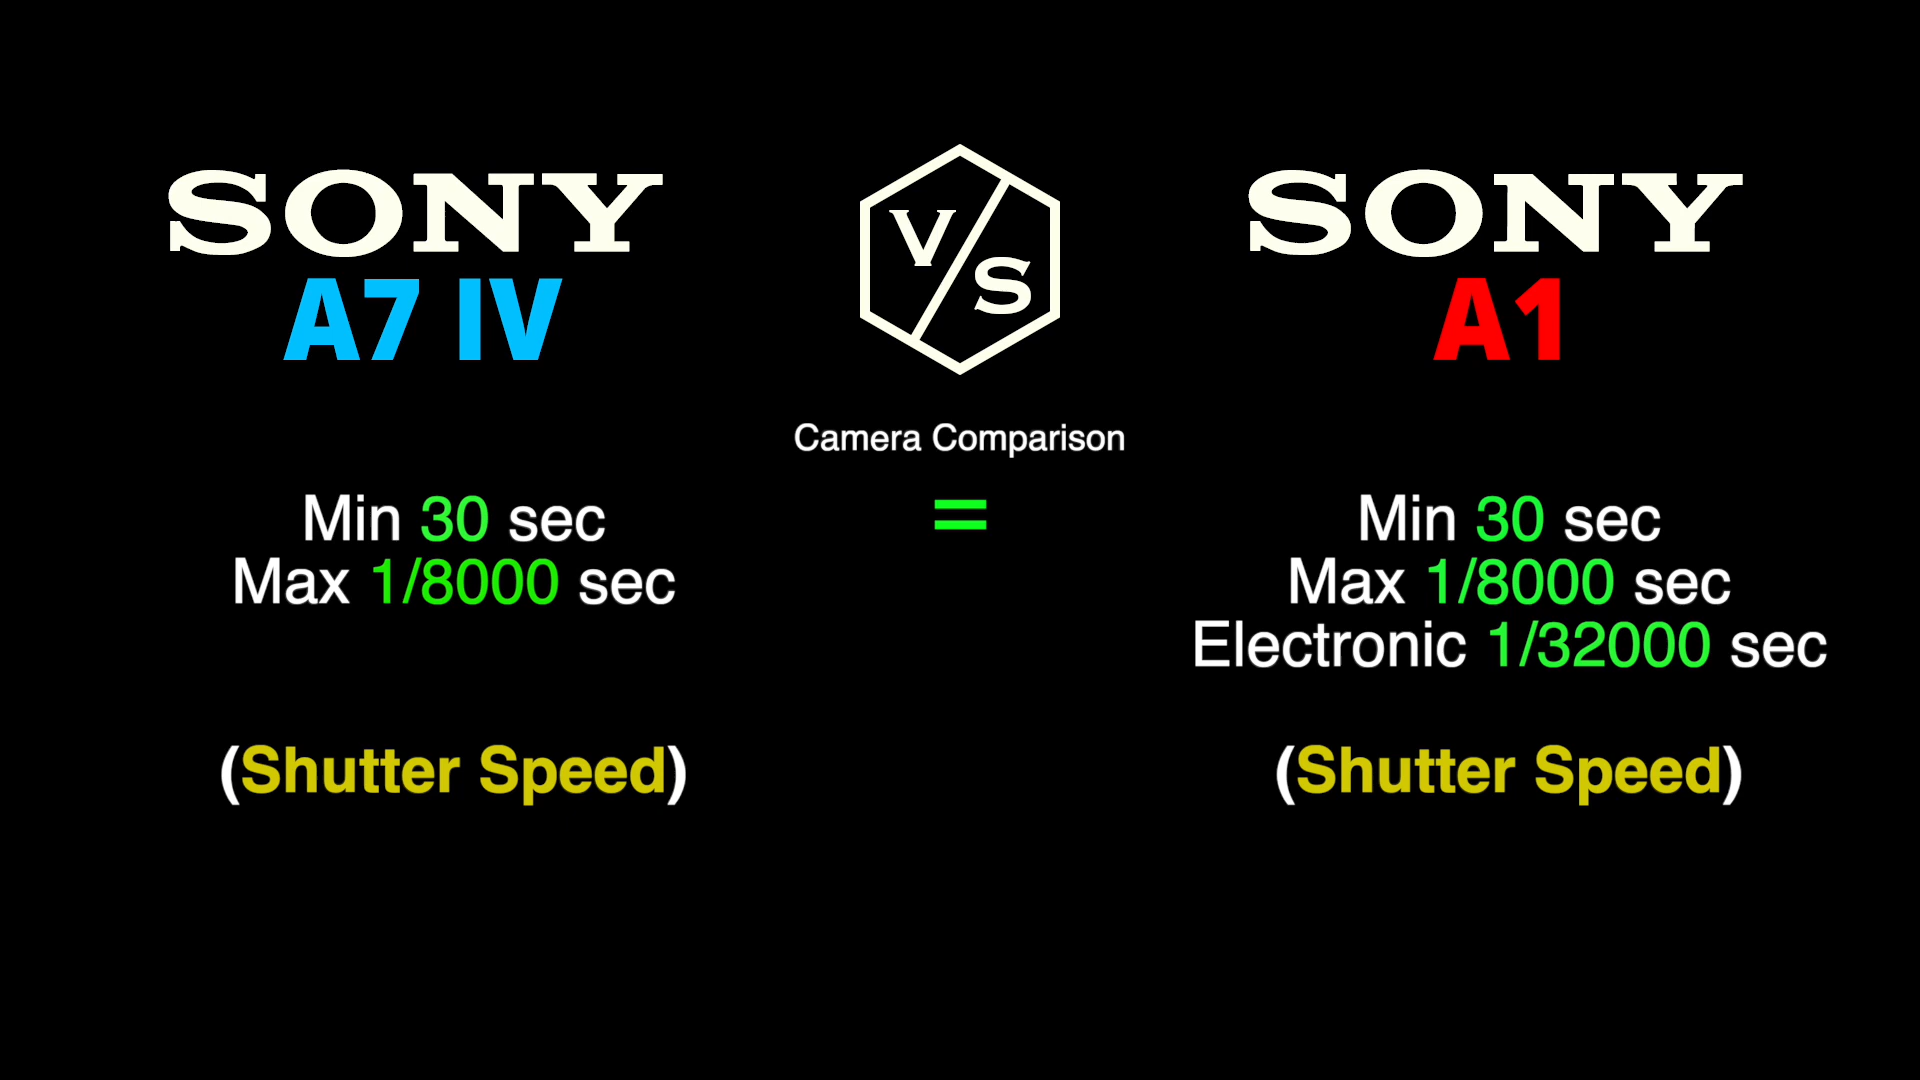 SONY
A7 IV
VS
SONY
A1
Camera Comparison
Min 30 sec
Max 1/8000 sec
=
Min 30 sec
Max 1/8000 sec
Electronic 1/32000 sec
(Shutter Speed)
(Shutter Speed)